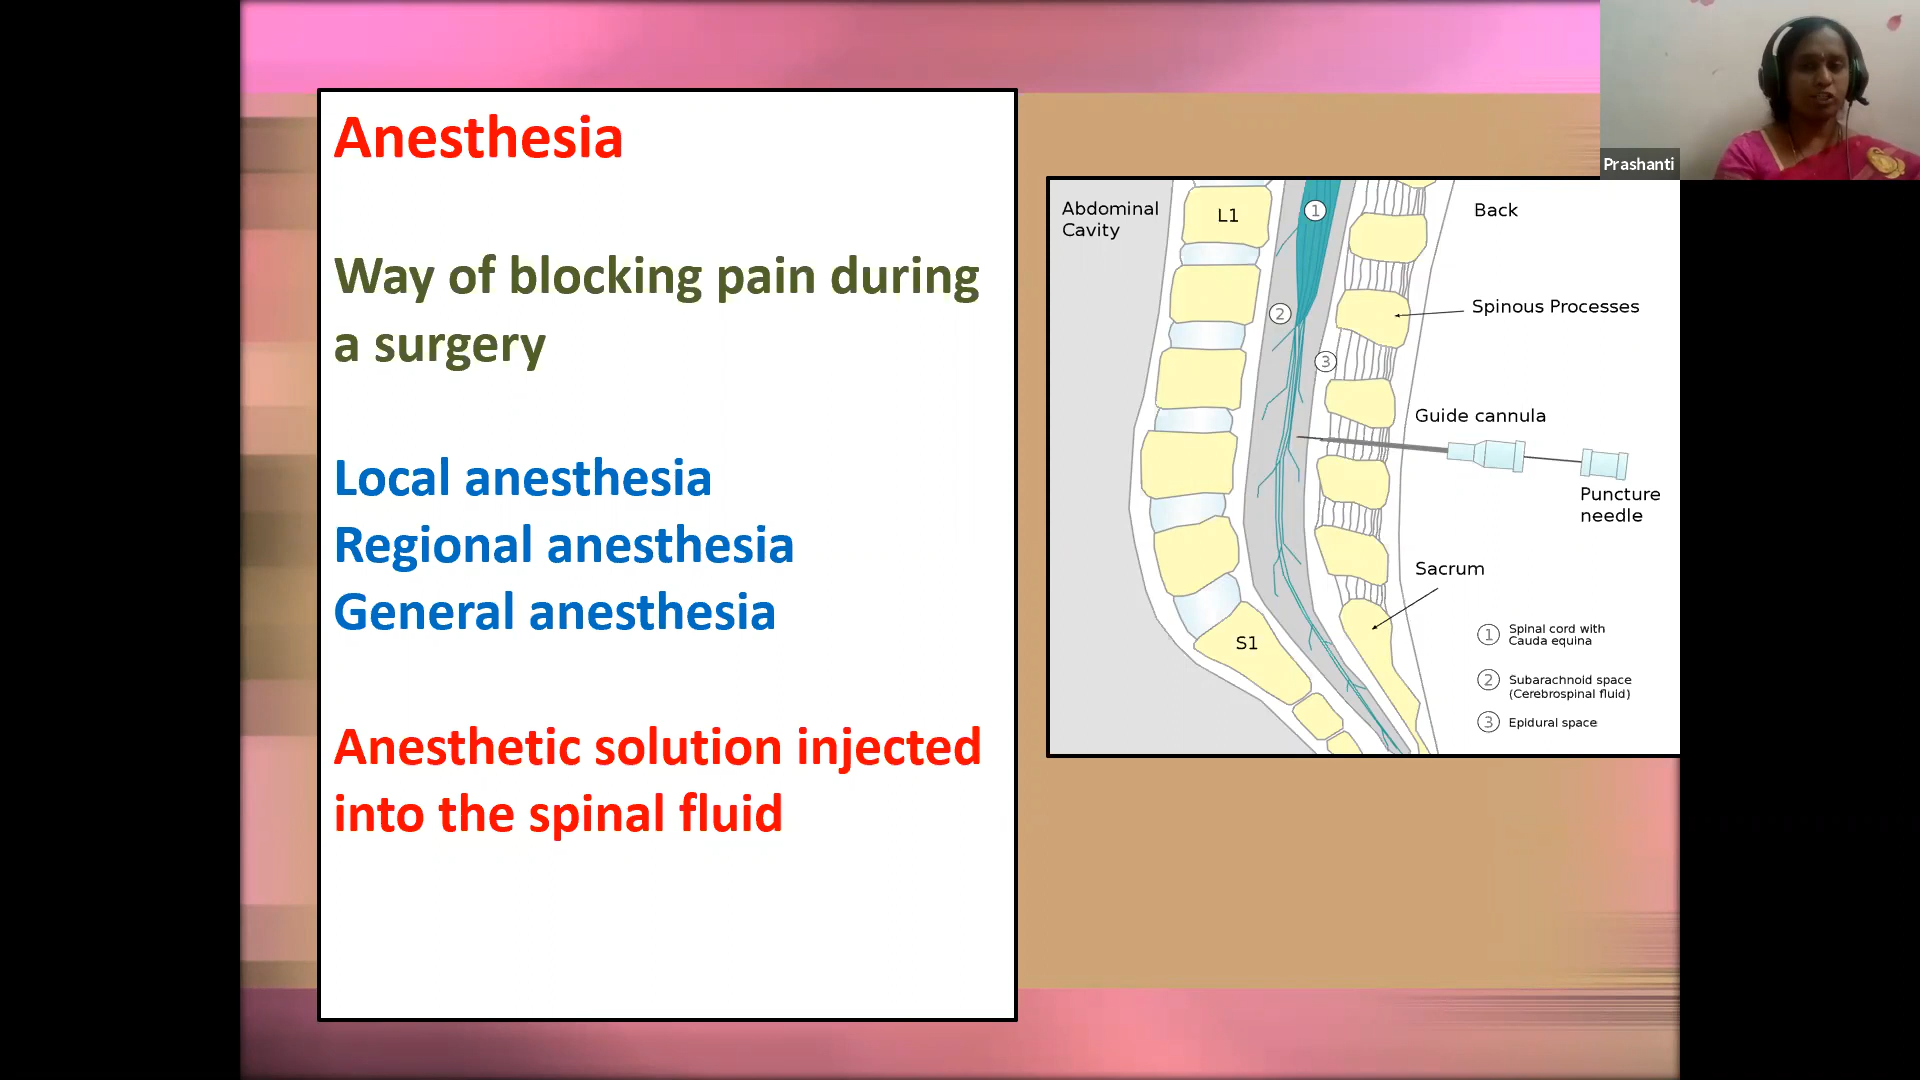 Anesthesia
Way of blocking pain during
a surgery
Local anesthesia
Regional anesthesia
General anesthesia
Anesthetic solution injected
into the spinal fluid
Abdominal
Cavity
L1
1
Back
2
Spinous Processes
3
Guide cannula
Puncture
needle
Sacrum
S1
1 Spinal cord with
Cauda equina
2 Subarachnoid space
(Cerebrospinal fluid)
3 Epidural space
Prashanti